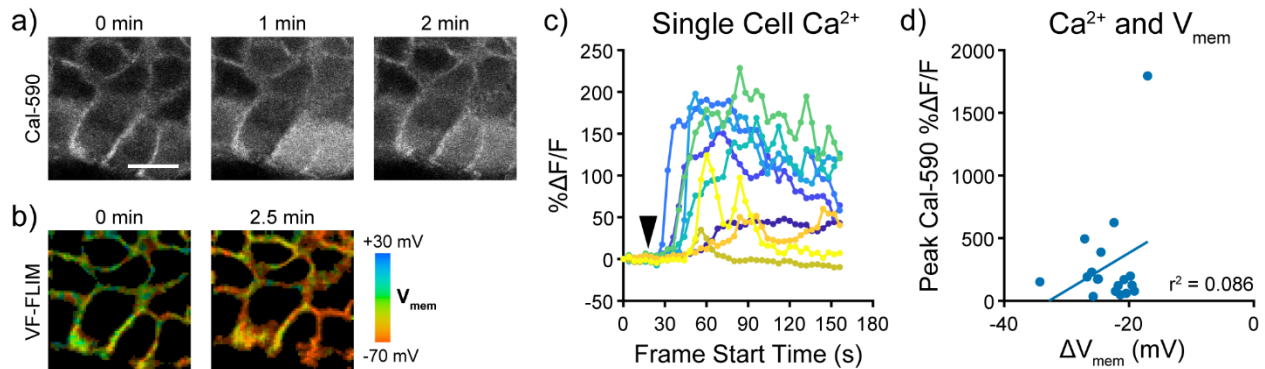 a)
0 min
1 min
2 min
Cal-590
b)
0 min
2.5 min
VF-FLIM
+30 mV
Vmem
-70 mV
c)
Single Cell Ca²⁺
250
200
150
100
50
0
-50
%ΔF/F
0
30
60
90
120
150
180
Frame Start Time (s)
d)
Ca²⁺ and Vmem
2000
1500
1000
500
0
Peak Cal-590 %ΔF/F
r² = 0.086
-40
-20
0
ΔVmem (mV)